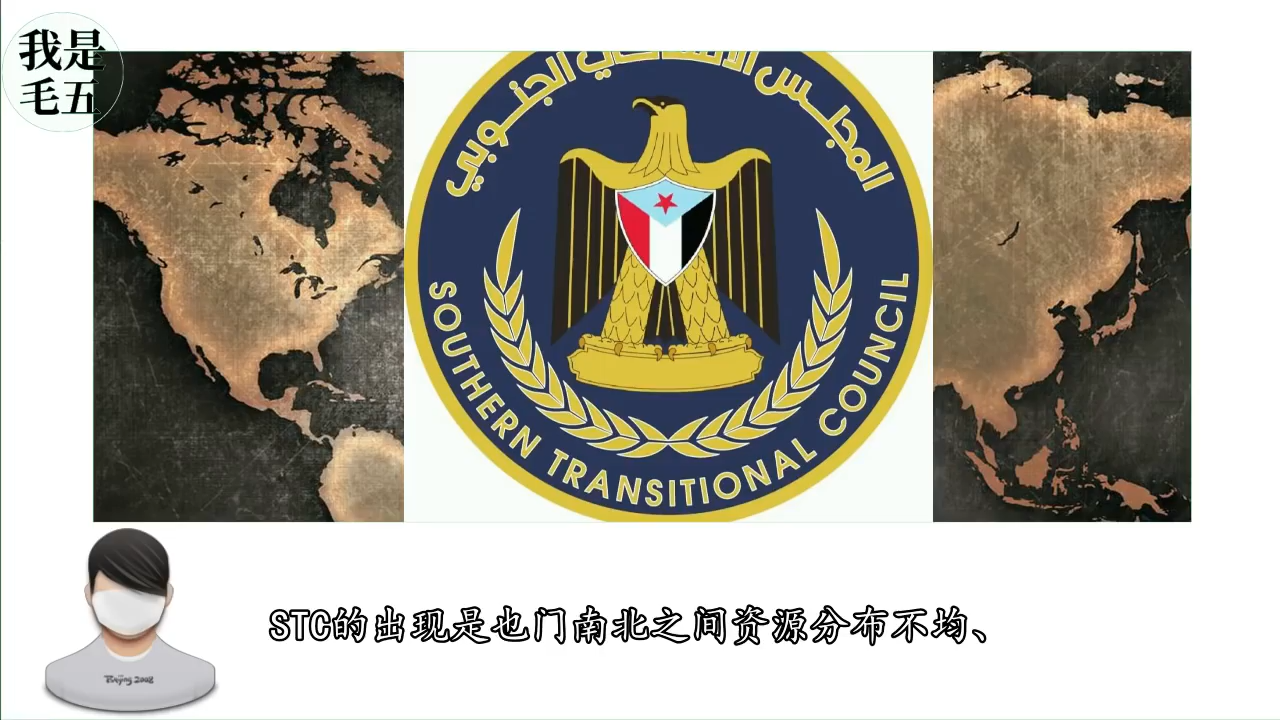 我是
毛五
المجلس الانتقالي الجنوبي
SOUTHERN TRANSITIONAL COUNCIL
Beijing 2008
STC的出现是也门南北之间资源分布不均、